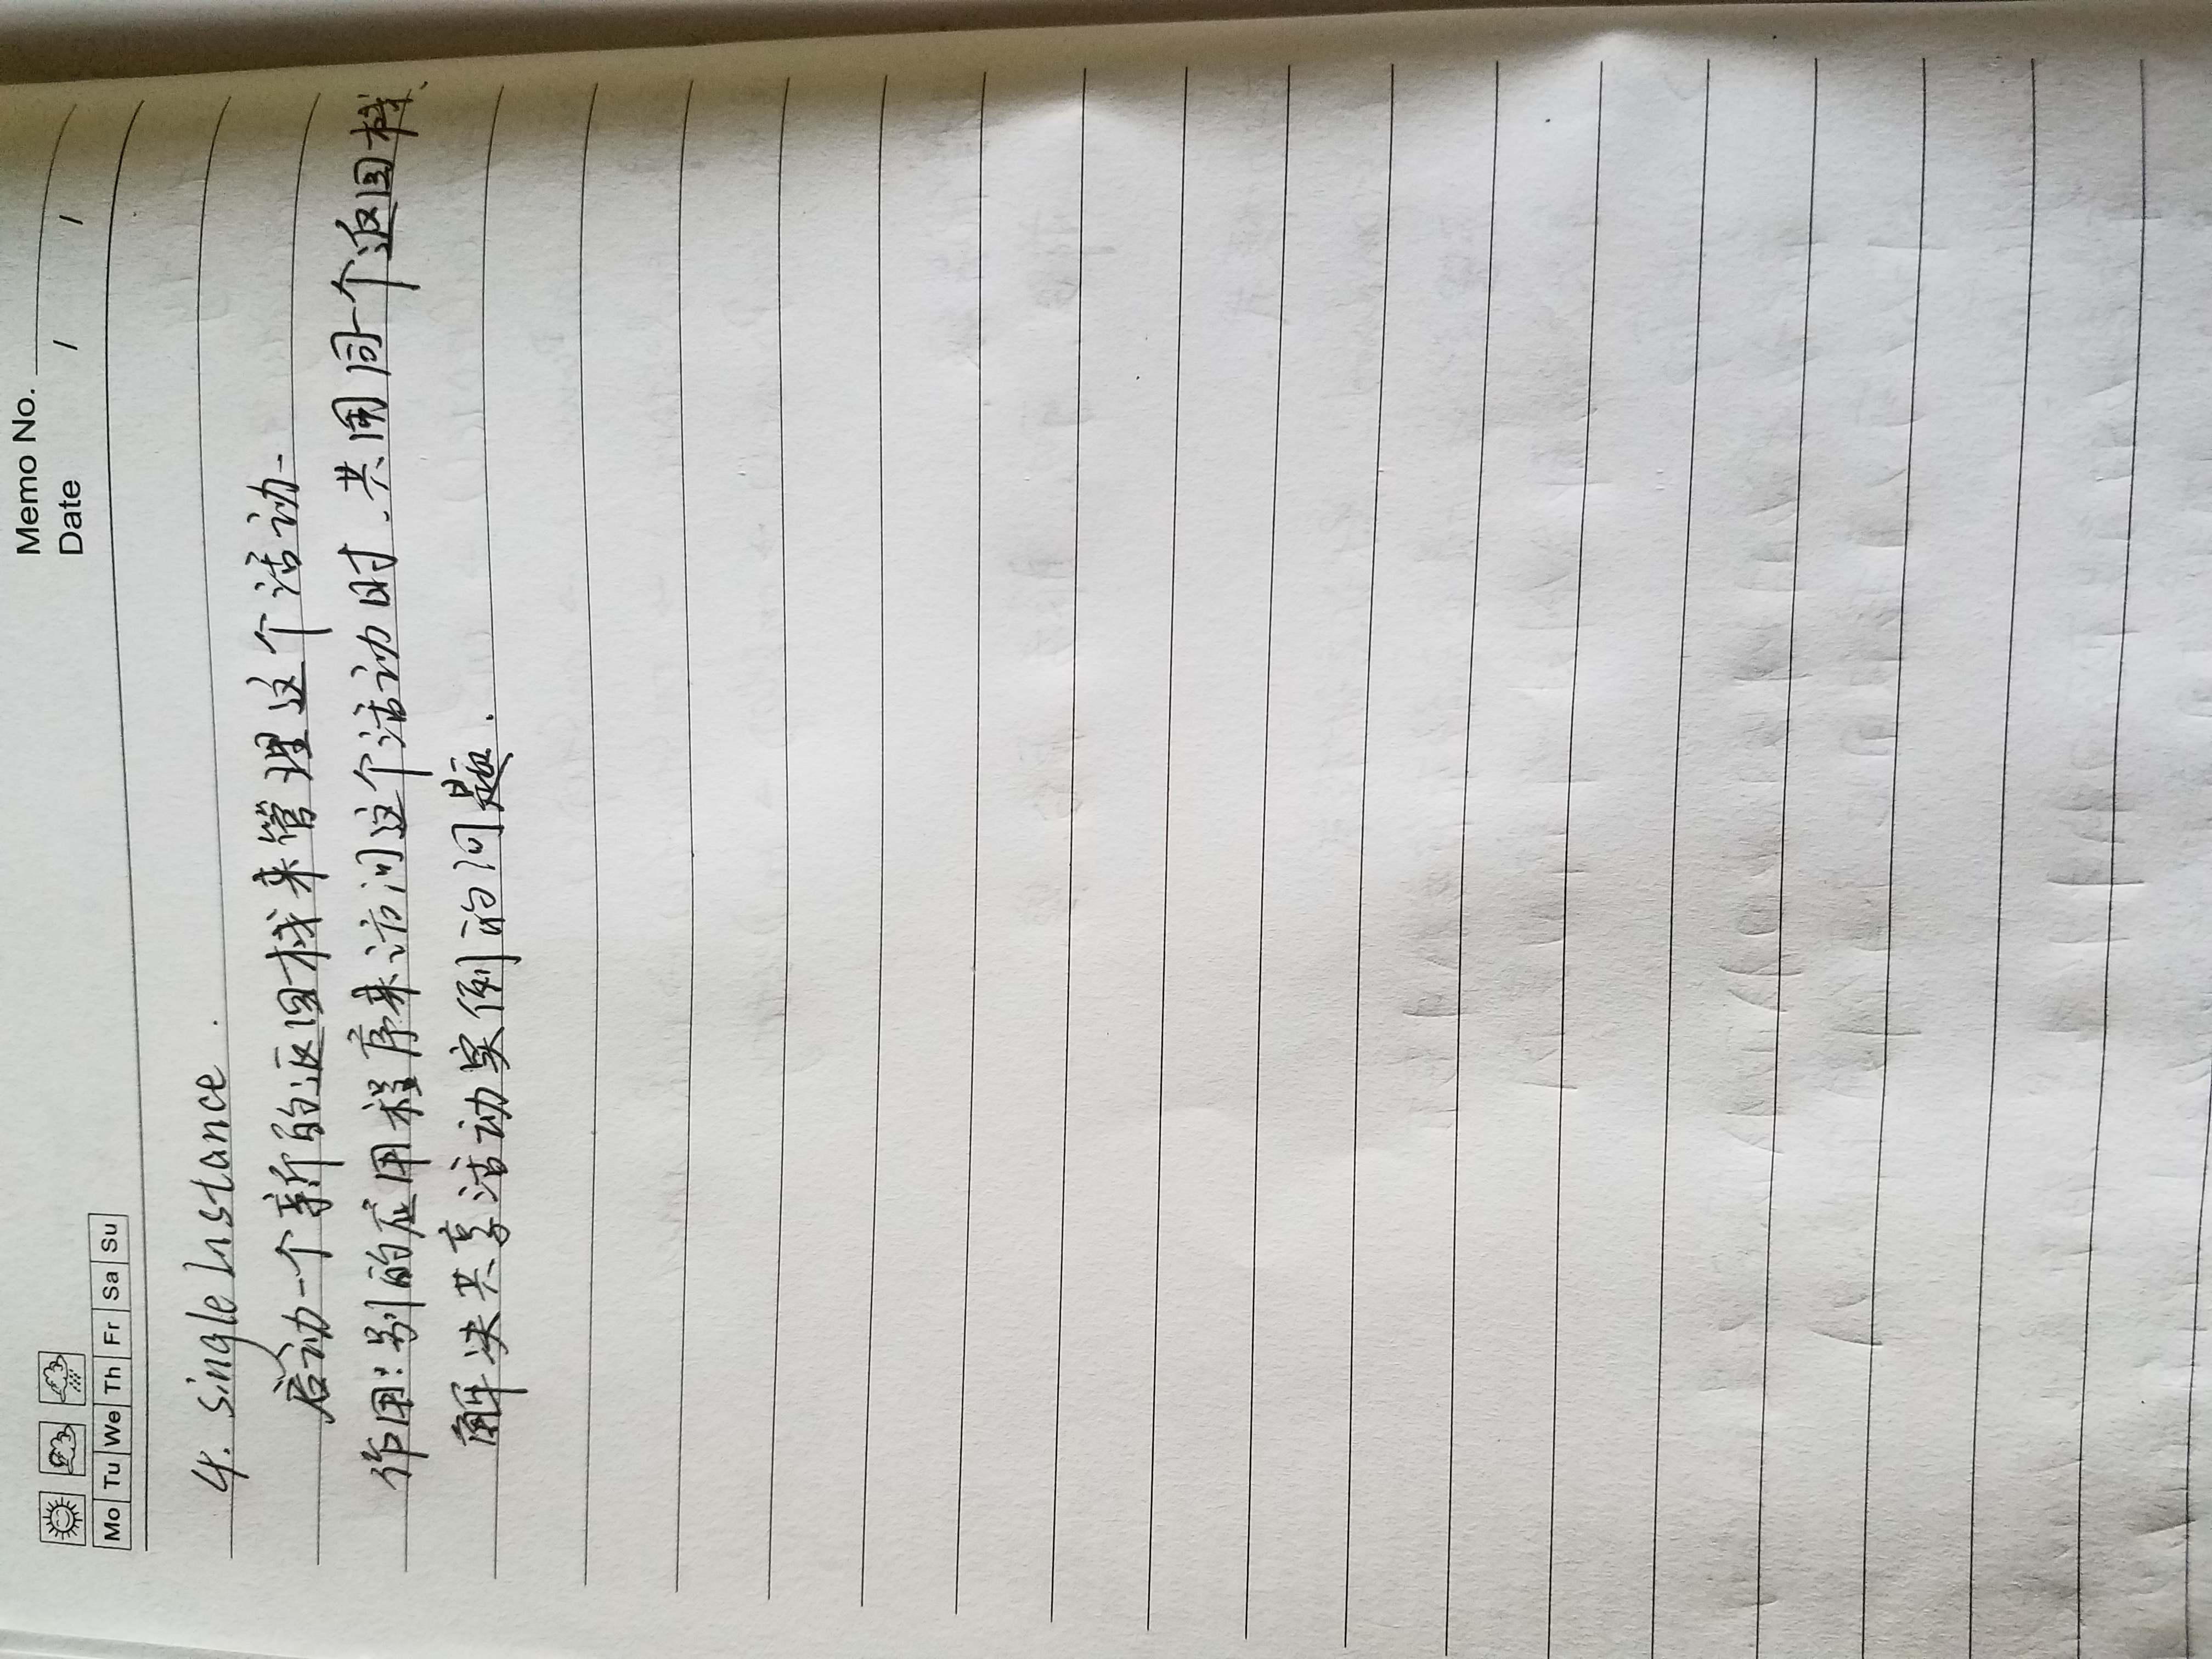 Memo No.
Date / /
Mo Tu We Th Fr Sa Su
4. singleInstance.
启动一个新的返回栈来管理这个活动.
作用:别的应用程序来访问这个活动时、共用同一个返回栈、
解决共享活动实例的问题.